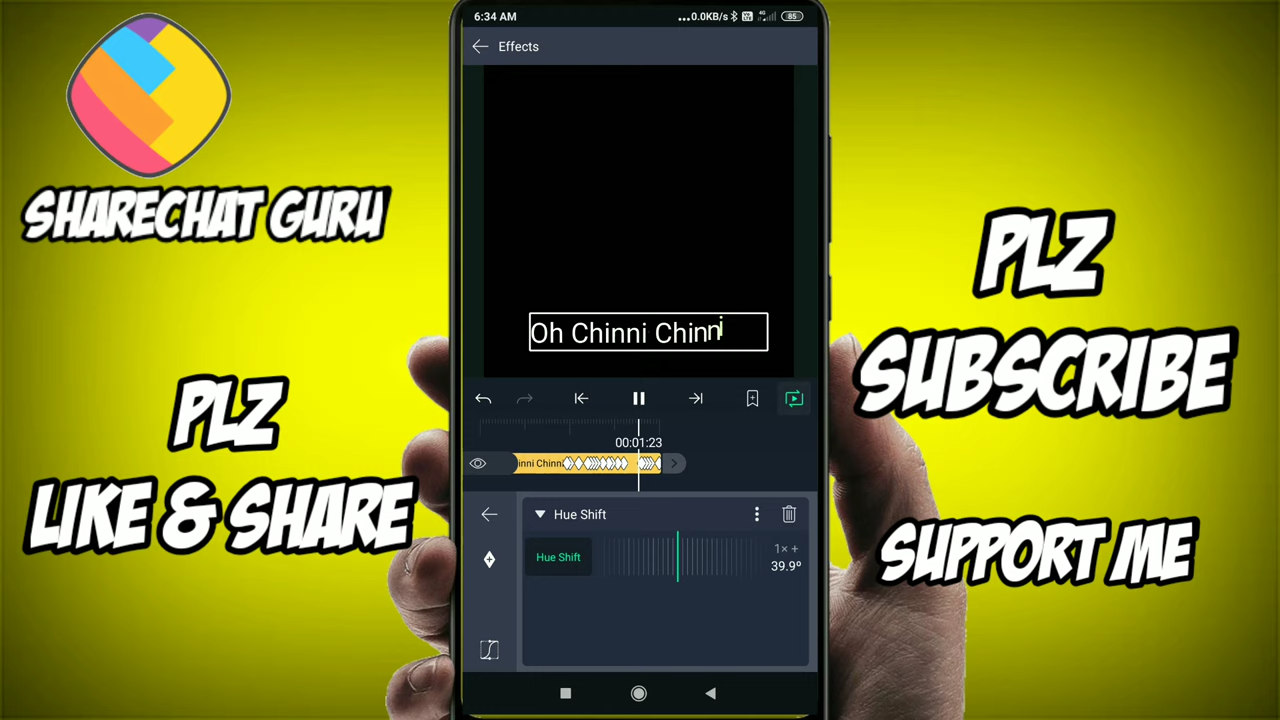 6:34 AM
...0.0KB/s
4G
85
Effects
SHARECHAT GURU
PLZ
LIKE & SHARE
Oh Chinni Chinni
00:01:23
inni Chinn
Hue Shift
Hue Shift
1× +
39.9º
PLZ
SUBSCRIBE
SUPPORT ME